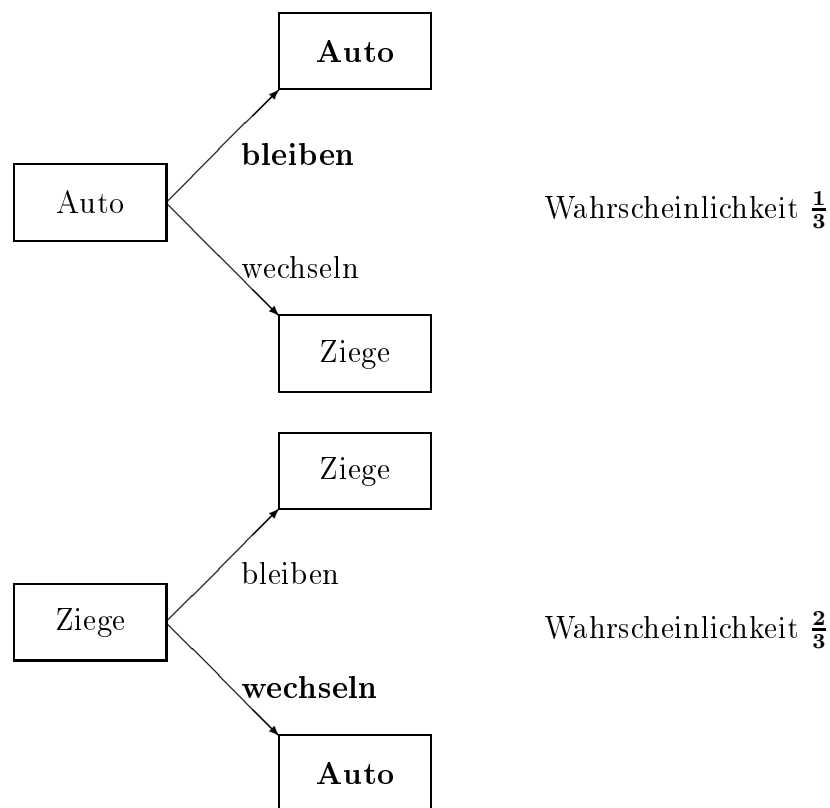 Auto
bleiben
Auto
Wahrscheinlichkeit 1/3
wechseln
Ziege
Ziege
bleiben
Ziege
Wahrscheinlichkeit 2/3
wechseln
Auto